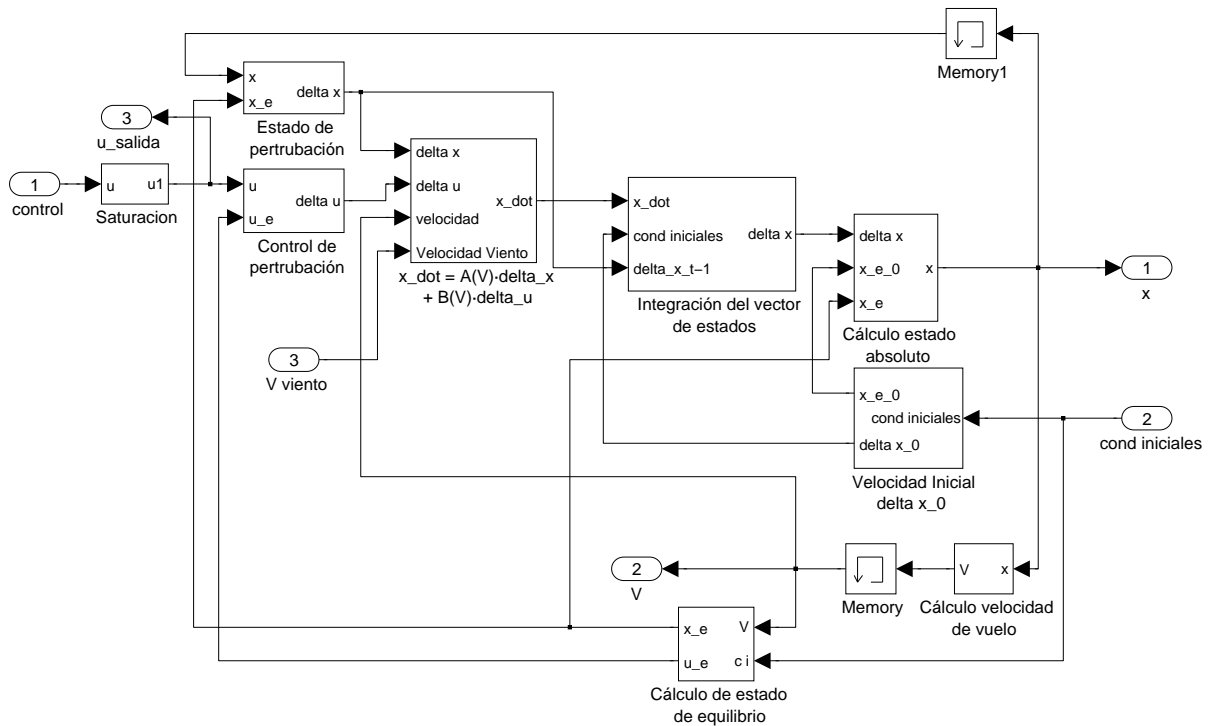 Memory1
x
x_e
delta x
Estado de
pertrubación
3
u_salida
1
control
u
u1
Saturacion
u
u_e
delta u
Control de
pertrubación
delta x
delta u
velocidad
Velocidad Viento
x_dot
x_dot = A(V)·delta_x
+ B(V)·delta_u
x_dot
cond iniciales
delta_x_t−1
delta x
Integración del vector
de estados
delta x
x_e_0
x_e
x
Cálculo estado
absoluto
1
x
3
V viento
x_e_0
cond iniciales
delta x_0
Velocidad Inicial
delta x_0
2
cond iniciales
2
V
Memory
V
x
Cálculo velocidad
de vuelo
x_e
u_e
V
c i
Cálculo de estado
de equilibrio